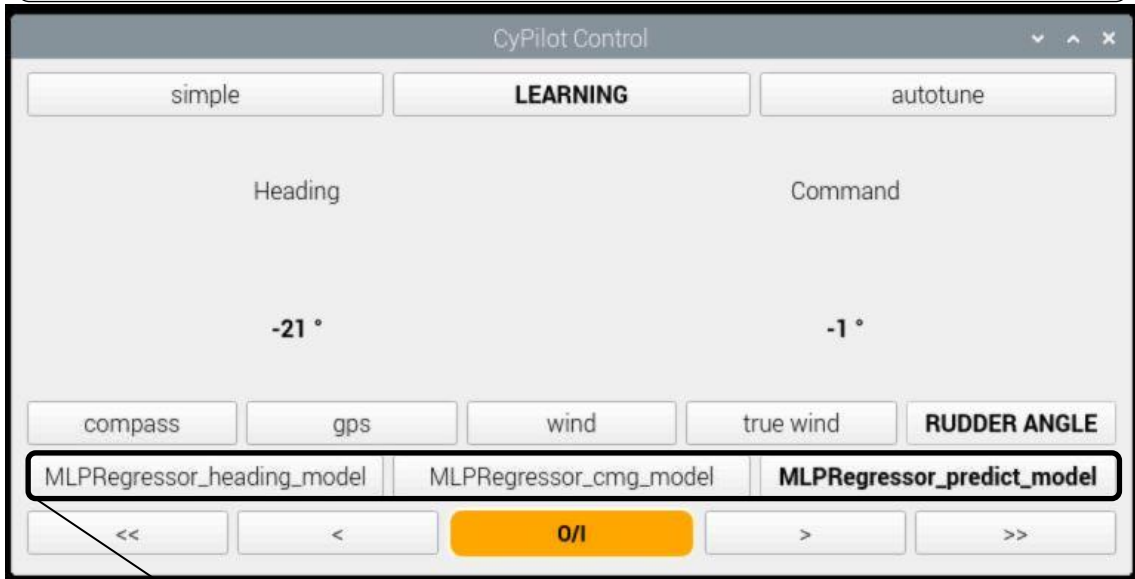 CyPilot Control
simple LEARNING autotune
Heading Command
-21 ° -1 °
compass gps wind true wind RUDDER ANGLE
MLPRegressor_heading_model MLPRegressor_cmg_model MLPRegressor_predict_model
<< < O/I > >>